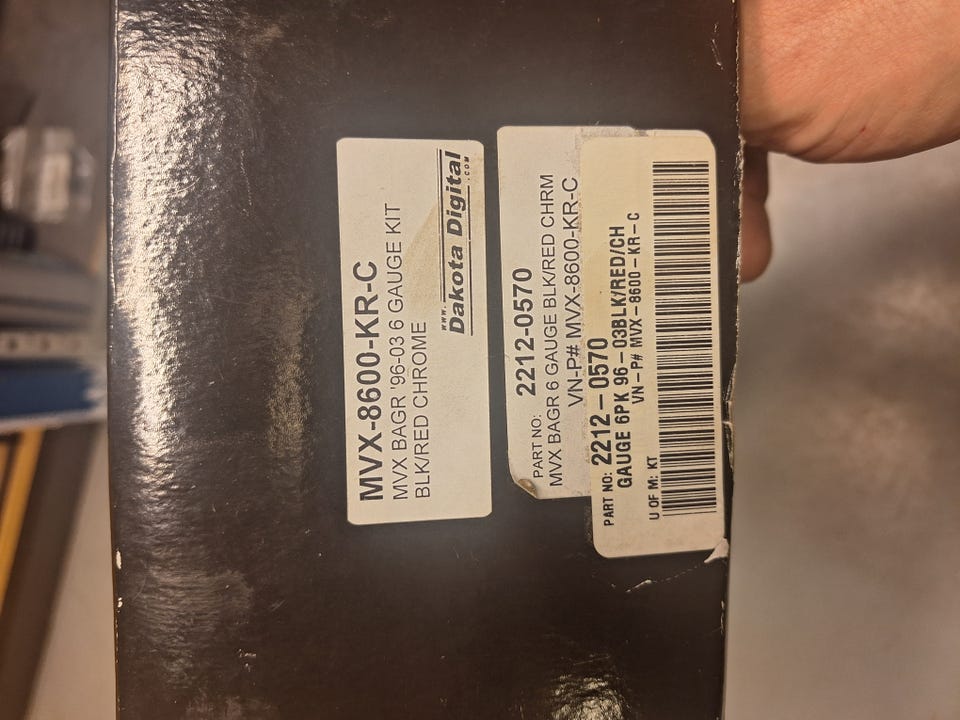 MVX-8600-KR-C
MVX BAGR '96-03 6 GAUGE KIT
BLK/RED CHROME
www.
Dakota Digital
.COM
PART NO: 2212-0570
MVX BAGR 6 GAUGE BLK/RED CHRM
VN-P# MVX-8600-KR-C
PART NO: 2212-0570
GAUGE 6PK 96-03BLK/RED/CH
VN-P# MVX-8600-KR-C
U OF M: KT